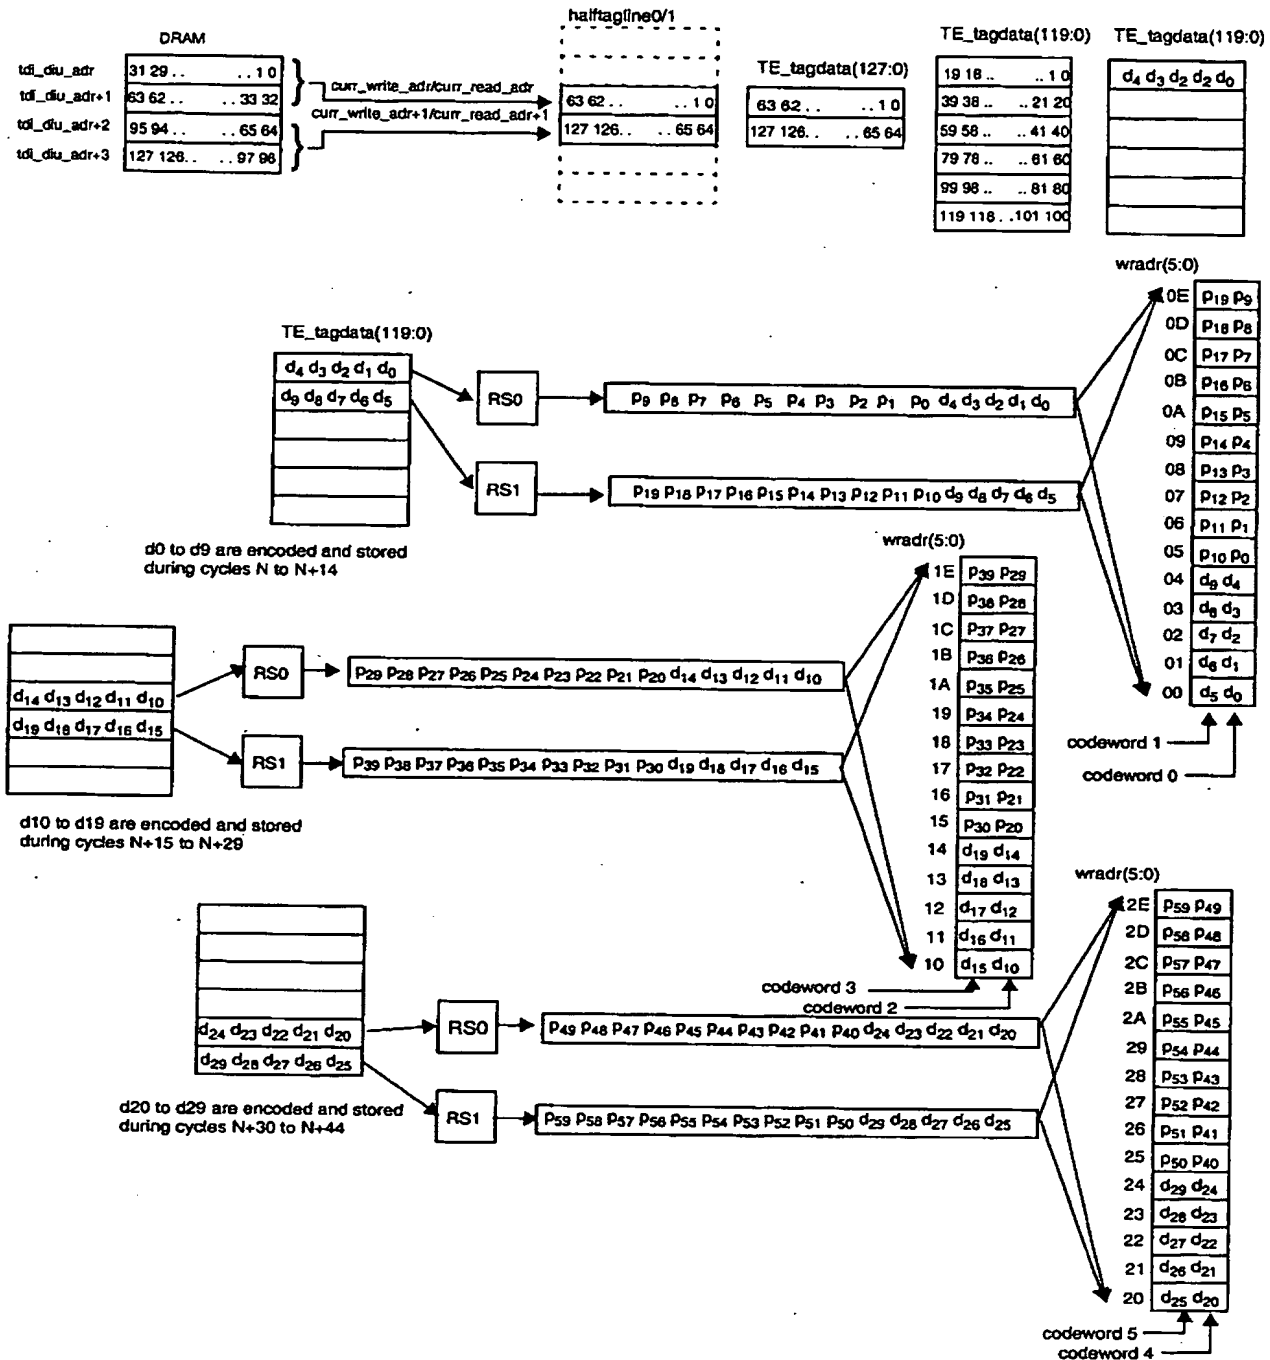 halftagline0/1
DRAM
TE_tagdata(119:0)
TE_tagdata(119:0)
TE_tagdata(127:0)
tdi_diu_adr
31 29 . . . . 1 0
tdi_diu_adr+1
63 62 . . . . 33 32
tdi_diu_adr+2
95 94 . . . . 65 64
tdi_diu_adr+3
127 126. . . . 97 96
curr_write_adr/curr_read_adr
curr_write_adr+1/curr_read_adr+1
63 62 . . . . 1 0
127 126. . . . 65 64
63 62 . . . . 1 0
127 126. . . . 65 64
19 18 . . . . 1 0
39 38 . . . . 21 20
59 58 . . . . 41 40
79 78 . . . . 61 60
99 98 . . . . 81 80
119 118 . . 101 100
d4 d3 d2 d2 d0
wradr(5:0)
TE_tagdata(119:0)
d4 d3 d2 d1 d0
d9 d8 d7 d6 d5
RS0
p9 p8 p7 p6 p5 p4 p3 p2 p1 p0 d4 d3 d2 d1 d0
RS1
p19 p18 p17 p16 p15 p14 p13 p12 p11 p10 d9 d8 d7 d6 d5
0E p19 p9
0D p18 p8
0C p17 p7
0B p16 p6
0A p15 p5
09 p14 p4
08 p13 p3
07 p12 p2
06 p11 p1
05 p10 p0
04 d9 d4
03 d8 d3
02 d7 d2
01 d6 d1
00 d5 d0
codeword 1
codeword 0
d0 to d9 are encoded and stored
during cycles N to N+14
wradr(5:0)
d14 d13 d12 d11 d10
d19 d18 d17 d16 d15
RS0
p29 p28 p27 p26 p25 p24 p23 p22 p21 p20 d14 d13 d12 d11 d10
RS1
p39 p38 p37 p36 p35 p34 p33 p32 p31 p30 d19 d18 d17 d16 d15
1E p39 p29
1D p38 p28
1C p37 p27
1B p36 p26
1A p35 p25
19 p34 p24
18 p33 p23
17 p32 p22
16 p31 p21
15 p30 p20
14 d19 d14
13 d18 d13
12 d17 d12
11 d16 d11
10 d15 d10
codeword 3
codeword 2
d10 to d19 are encoded and stored
during cycles N+15 to N+29
wradr(5:0)
d24 d23 d22 d21 d20
d29 d28 d27 d26 d25
RS0
p49 p48 p47 p46 p45 p44 p43 p42 p41 p40 d24 d23 d22 d21 d20
RS1
p59 p58 p57 p56 p55 p54 p53 p52 p51 p50 d29 d28 d27 d26 d25
d20 to d29 are encoded and stored
during cycles N+30 to N+44
2E p59 p49
2D p58 p48
2C p57 p47
2B p56 p46
2A p55 p45
29 p54 p44
28 p53 p43
27 p52 p42
26 p51 p41
25 p50 p40
24 d29 d24
23 d28 d23
22 d27 d22
21 d26 d21
20 d25 d20
codeword 5
codeword 4